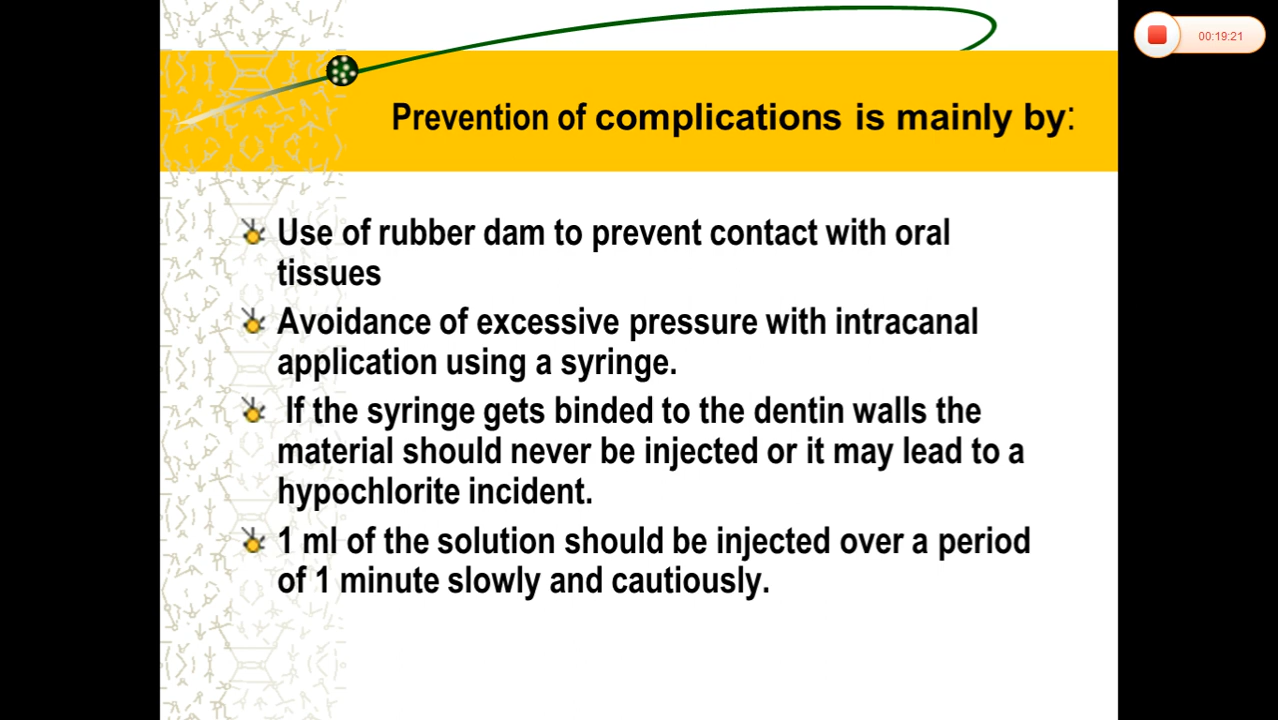 00:19:21
Prevention of complications is mainly by:
Use of rubber dam to prevent contact with oral
tissues
Avoidance of excessive pressure with intracanal
application using a syringe.
If the syringe gets binded to the dentin walls the
material should never be injected or it may lead to a
hypochlorite incident.
1 ml of the solution should be injected over a period
of 1 minute slowly and cautiously.